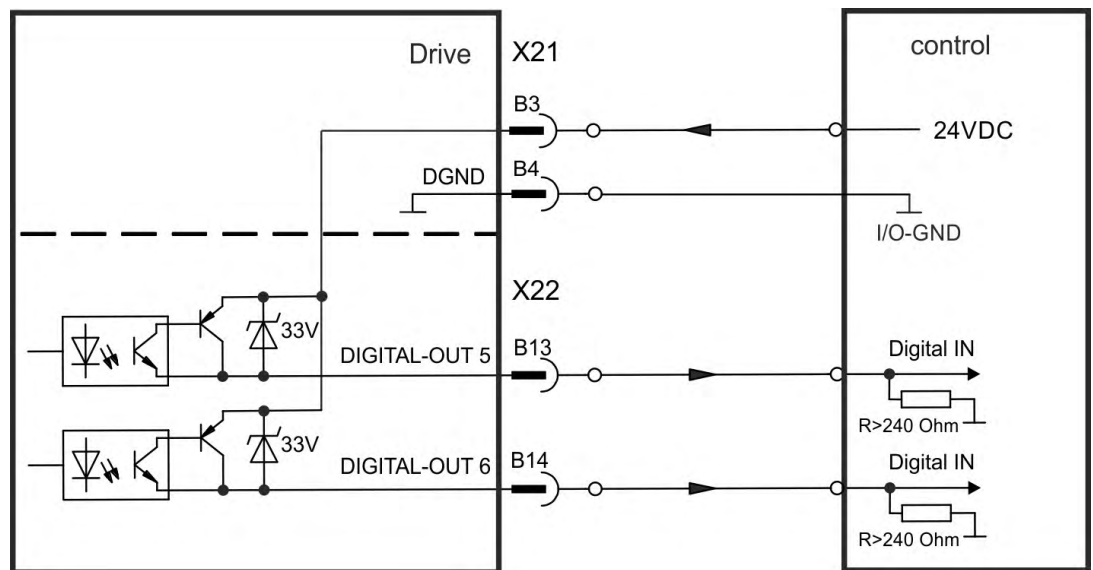 Drive
X21
control
B3
24VDC
DGND
B4
I/O-GND
X22
33V
DIGITAL-OUT 5
B13
Digital IN
R>240 Ohm
33V
DIGITAL-OUT 6
B14
Digital IN
R>240 Ohm